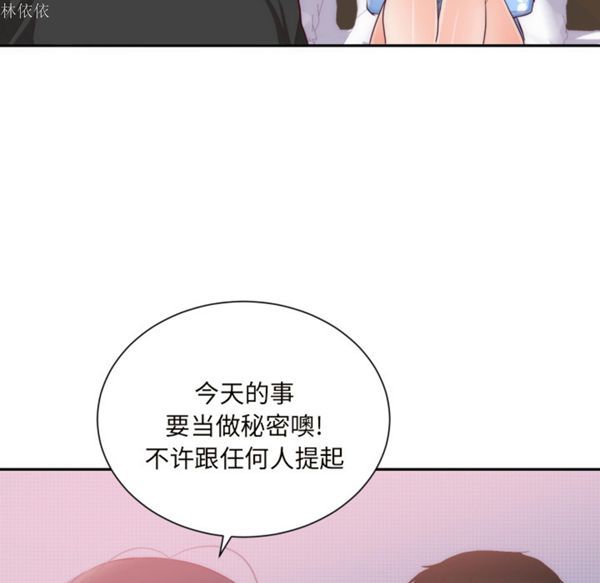 林依依
今天的事
要当做秘密噢!
不许跟任何人提起